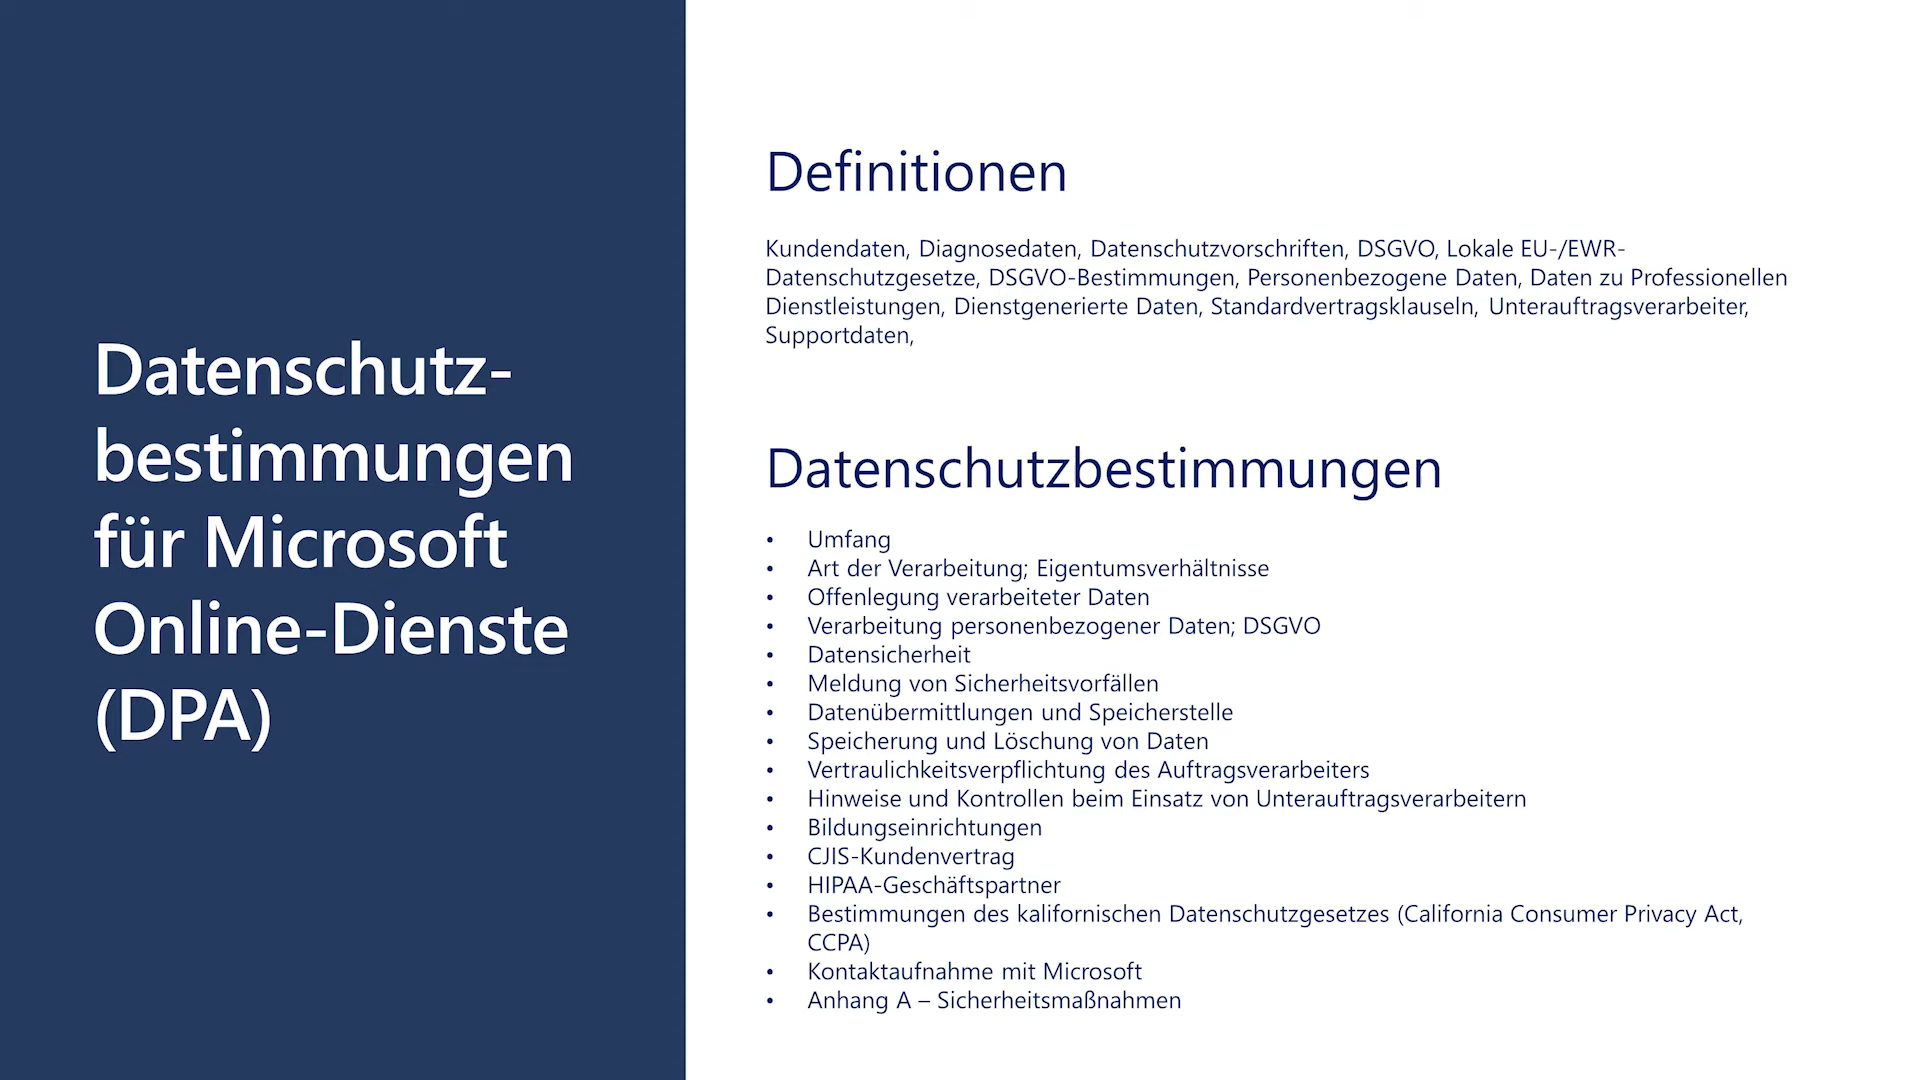 Datenschutz-
bestimmungen
für Microsoft
Online-Dienste
(DPA)
Definitionen
Kundendaten, Diagnosedaten, Datenschutzvorschriften, DSGVO, Lokale EU-/EWR-
Datenschutzgesetze, DSGVO-Bestimmungen, Personenbezogene Daten, Daten zu Professionellen
Dienstleistungen, Dienstgenerierte Daten, Standardvertragsklauseln, Unterauftragsverarbeiter,
Supportdaten,
Datenschutzbestimmungen
• Umfang
• Art der Verarbeitung; Eigentumsverhältnisse
• Offenlegung verarbeiteter Daten
• Verarbeitung personenbezogener Daten; DSGVO
• Datensicherheit
• Meldung von Sicherheitsvorfällen
• Datenübermittlungen und Speicherstelle
• Speicherung und Löschung von Daten
• Vertraulichkeitsverpflichtung des Auftragsverarbeiters
• Hinweise und Kontrollen beim Einsatz von Unterauftragsverarbeitern
• Bildungseinrichtungen
• CJIS-Kundenvertrag
• HIPAA-Geschäftspartner
• Bestimmungen des kalifornischen Datenschutzgesetzes (California Consumer Privacy Act,
CCPA)
• Kontaktaufnahme mit Microsoft
• Anhang A – Sicherheitsmaßnahmen